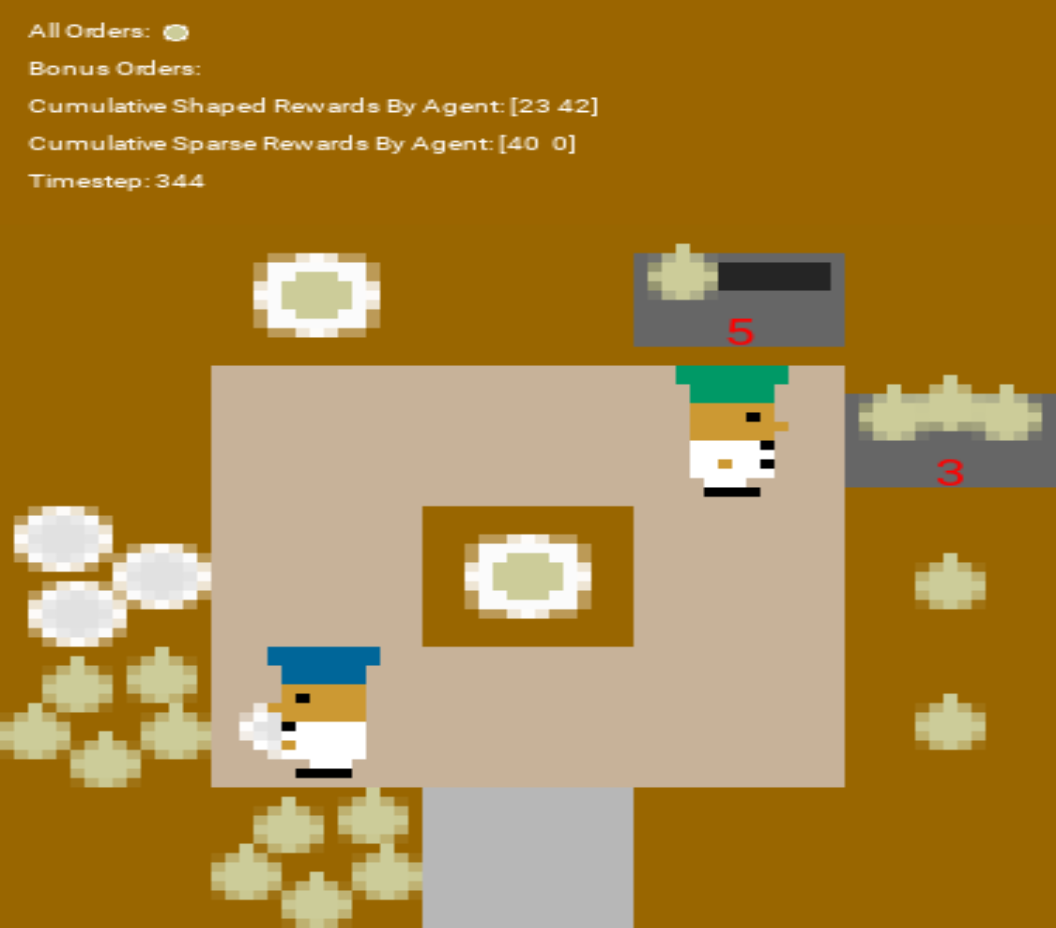 All Orders:
Bonus Orders:
Cumulative Shaped Rewards By Agent: [23 42]
Cumulative Sparse Rewards By Agent: [40  0]
Timestep: 344
5
3